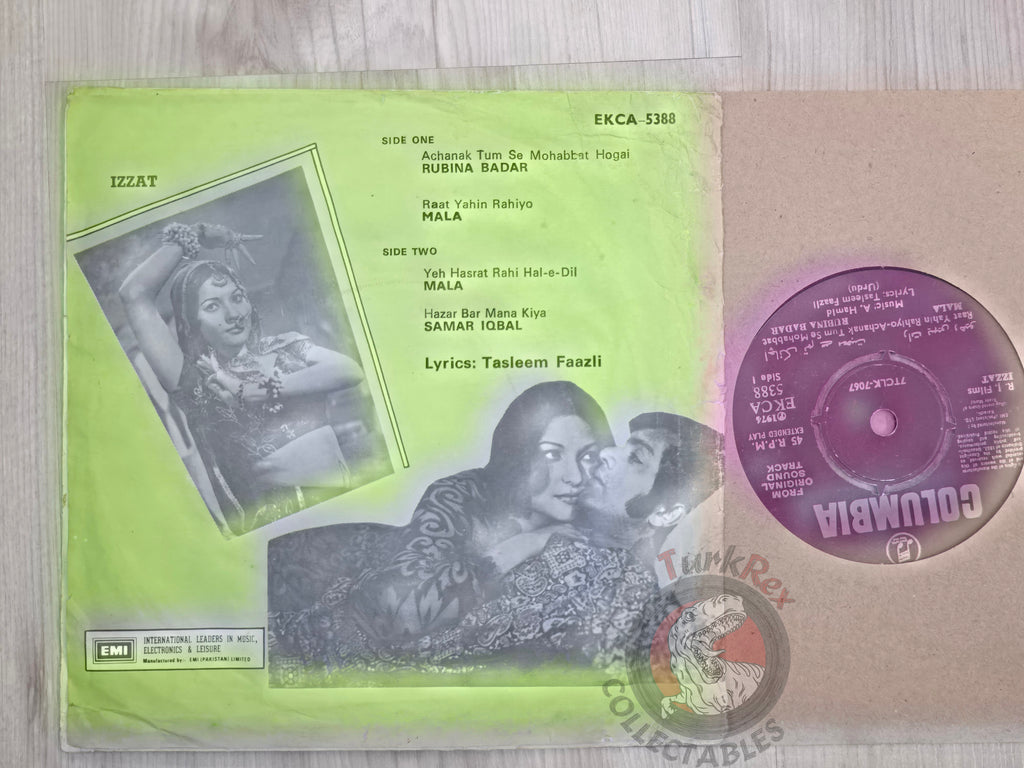 EKCA-5388
IZZAT
SIDE ONE
Achanak Tum Se Mohabbat Hogai
RUBINA BADAR
Raat Yahin Rahiyo
MALA
SIDE TWO
Yeh Hasrat Rahi Hal-e-Dil
MALA
Hazar Bar Mana Kiya
SAMAR IQBAL
Lyrics: Tasleem Faazli
EMI
INTERNATIONAL LEADERS IN MUSIC,
ELECTRONICS & LEISURE
Manufactured by:- EMI (PAKISTAN) LIMITED
COLUMBIA
FROM
ORIGINAL
SOUND
TRACK
45 R.P.M.
EXTENDED PLAY
℗1976
EKCA
5388
Side I
R. J. Films
IZZAT
7TCLK-7067
Raat Yahin Rahiyo-Achanak Tum Se Mohabbat
MALA
RUBINA BADAR
Music: A. Hamid
Lyrics: Tasleem Faazli
(Urdu)
TurkRex
COLLECTABLES